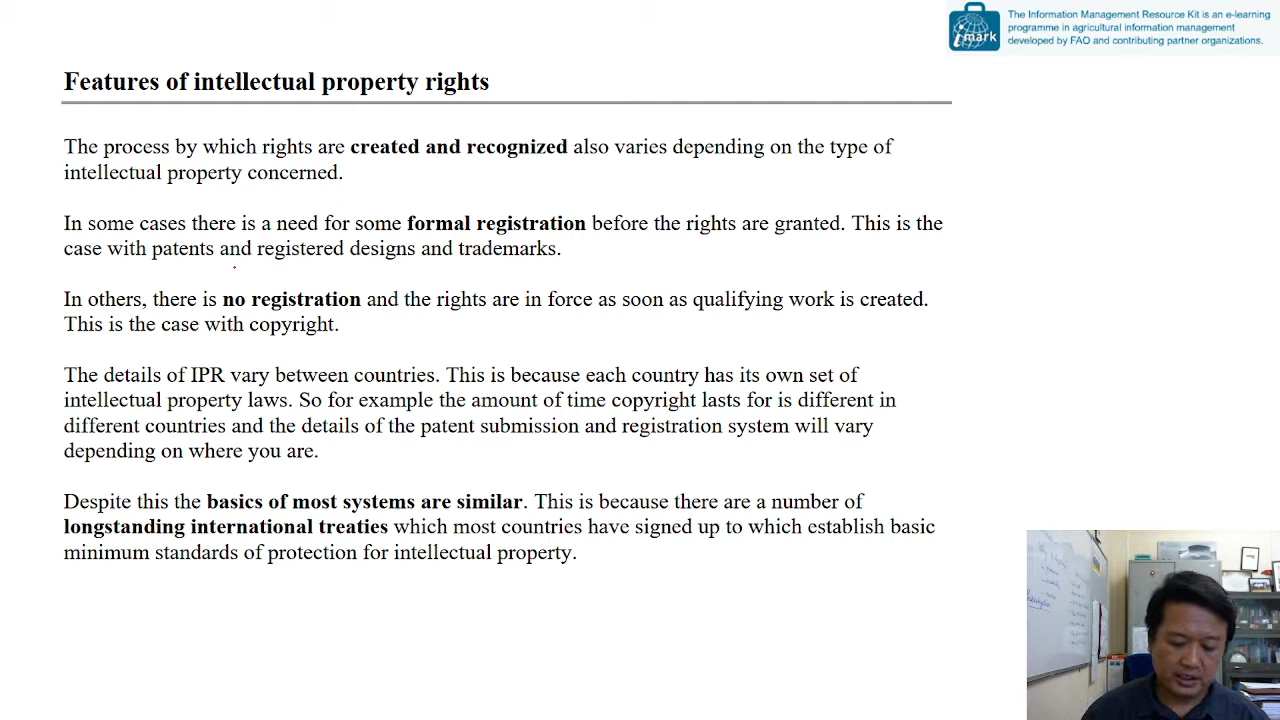 The Information Management Resource Kit is an e-learning
programme in agricultural information management
developed by FAO and contributing partner organizations.
imark
Features of intellectual property rights
The process by which rights are created and recognized also varies depending on the type of
intellectual property concerned.
In some cases there is a need for some formal registration before the rights are granted. This is the
case with patents and registered designs and trademarks.
In others, there is no registration and the rights are in force as soon as qualifying work is created.
This is the case with copyright.
The details of IPR vary between countries. This is because each country has its own set of
intellectual property laws. So for example the amount of time copyright lasts for is different in
different countries and the details of the patent submission and registration system will vary
depending on where you are.
Despite this the basics of most systems are similar. This is because there are a number of
longstanding international treaties which most countries have signed up to which establish basic
minimum standards of protection for intellectual property.